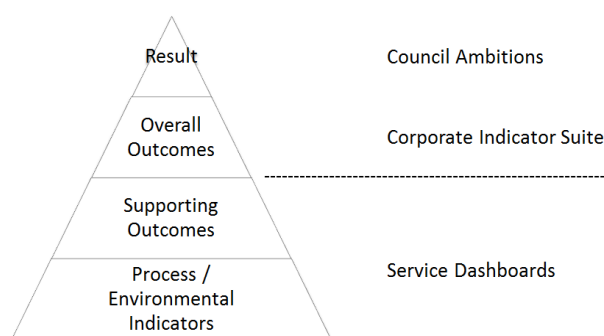 Result
Council Ambitions
Overall
Outcomes
Corporate Indicator Suite
Supporting
Outcomes
Process /
Environmental
Indicators
Service Dashboards